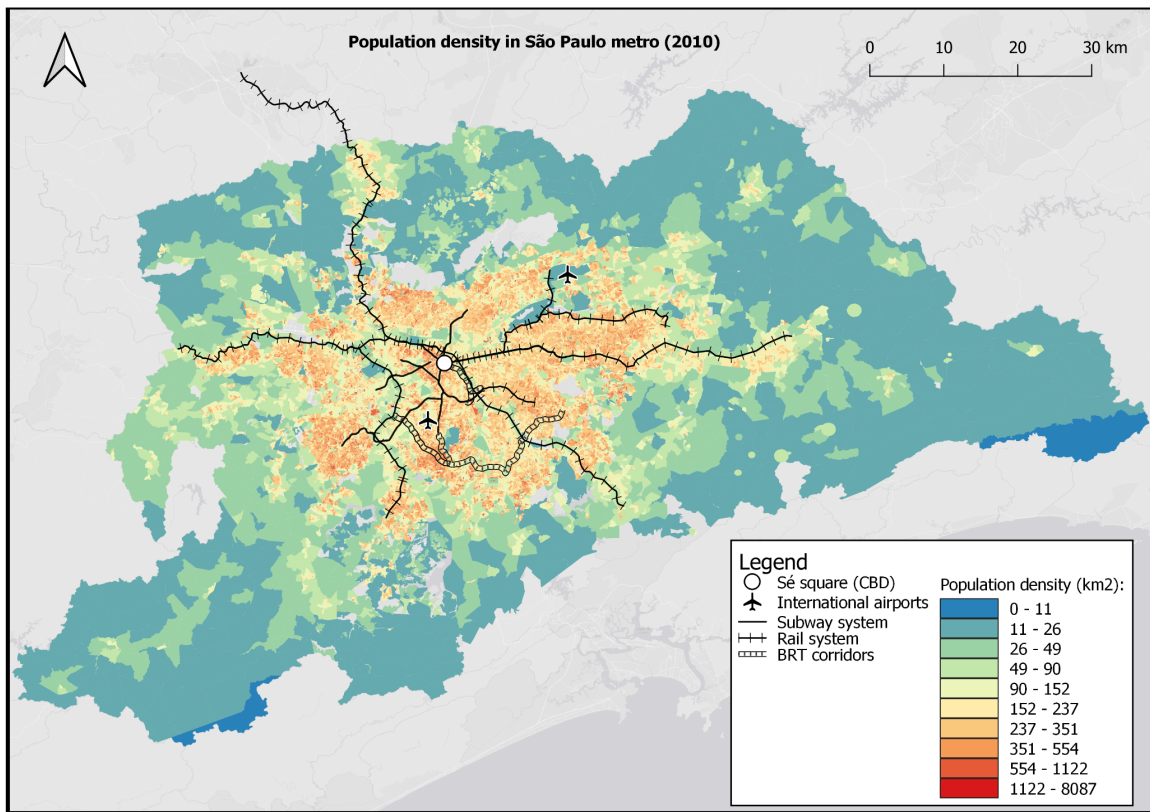 Population density in São Paulo metro (2010)
0 10 20 30 km
Legend
Sé square (CBD)
International airports
Subway system
Rail system
BRT corridors
Population density (km2):
0 - 11
11 - 26
26 - 49
49 - 90
90 - 152
152 - 237
237 - 351
351 - 554
554 - 1122
1122 - 8087